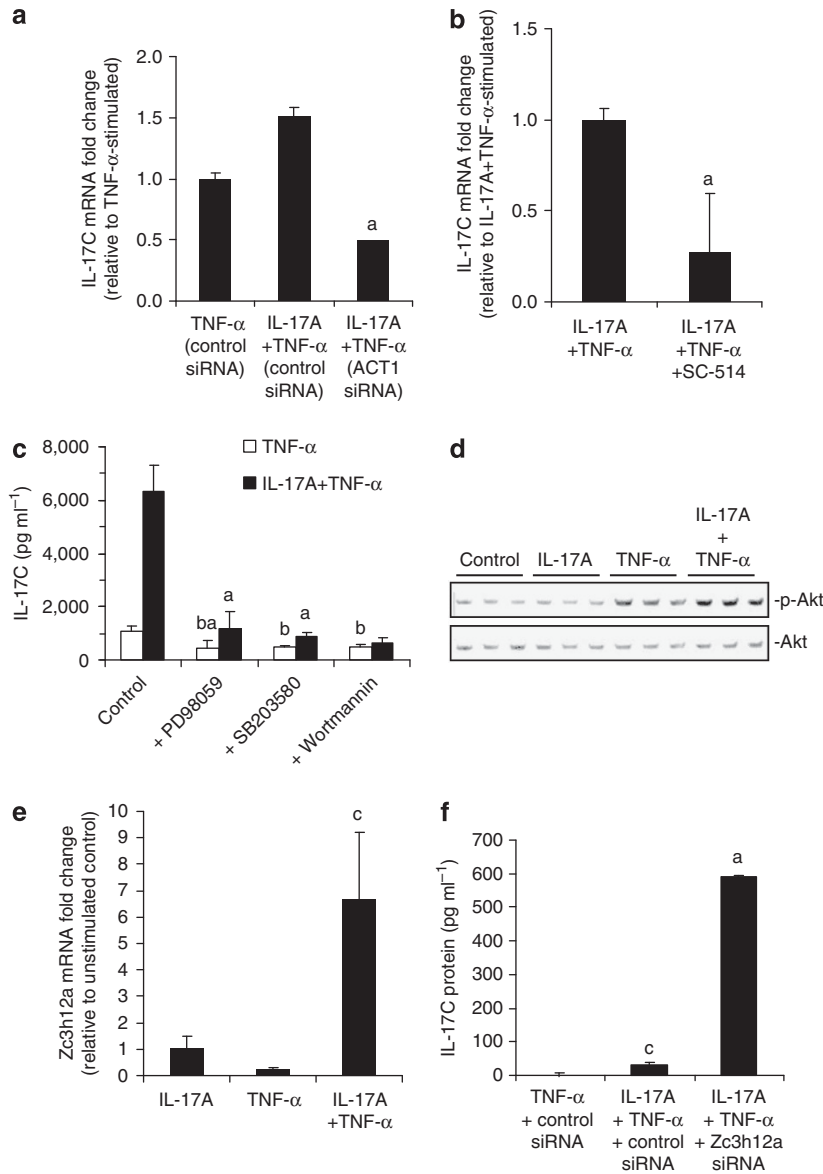 a
IL-17C mRNA fold change
(relative to TNF-α-stimulated)
2.0
1.5
1.0
0.5
0.0
a
TNF-α
(control
siRNA)
IL-17A
+TNF-α
(control
siRNA)
IL-17A
+TNF-α
(ACT1
siRNA)
b
IL-17C mRNA fold change
(relative to IL-17A+TNF-α-stimulated)
1.5
1.0
0.5
0.0
a
IL-17A
+TNF-α
IL-17A
+TNF-α
+SC-514
c
IL-17C (pg ml⁻¹)
8,000
6,000
4,000
2,000
0
TNF-α
IL-17A+TNF-α
ba
a
b
a
b
Control
+ PD98059
+ SB203580
+ Wortmannin
d
Control
IL-17A
TNF-α
IL-17A
+
TNF-α
-p-Akt
-Akt
e
Zc3h12a mRNA fold change
(relative to unstimulated control)
10
9
8
7
6
5
4
3
2
1
0
c
IL-17A
TNF-α
IL-17A
+TNF-α
f
IL-17C protein (pg ml⁻¹)
700
600
500
400
300
200
100
0
c
a
TNF-α
+ control
siRNA
IL-17A
+ TNF-α
+ control
siRNA
IL-17A
+ TNF-α
+ Zc3h12a
siRNA